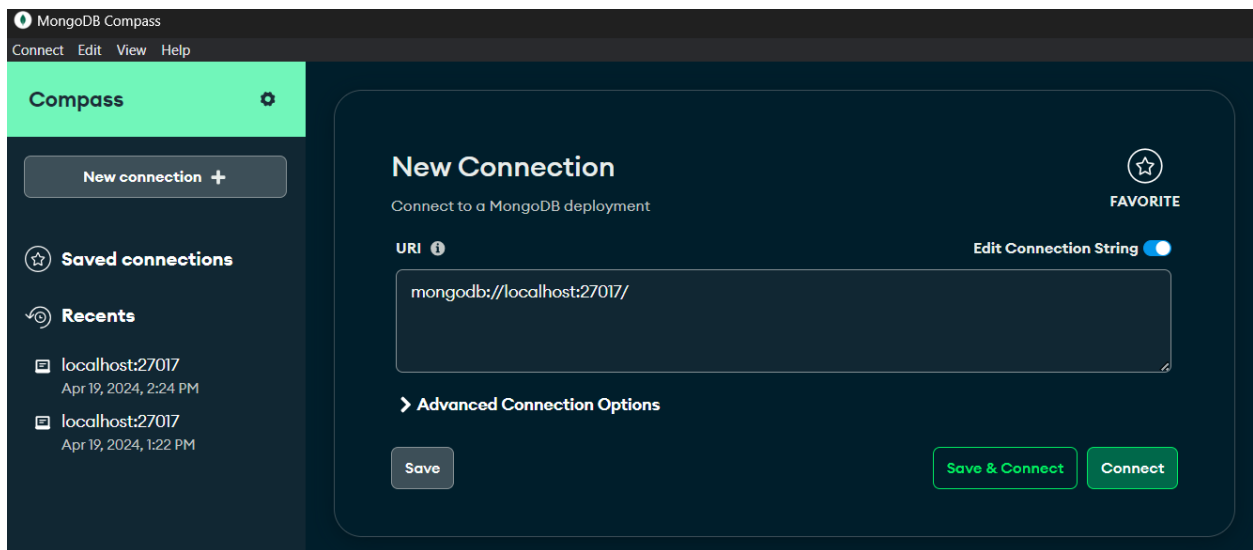 MongoDB Compass
Connect Edit View Help
Compass
New connection
Saved connections
Recents
localhost:27017
Apr 19, 2024, 2:24 PM
localhost:27017
Apr 19, 2024, 1:22 PM
New Connection
Connect to a MongoDB deployment
FAVORITE
URI
Edit Connection String
mongodb://localhost:27017/
Advanced Connection Options
Save
Save & Connect
Connect